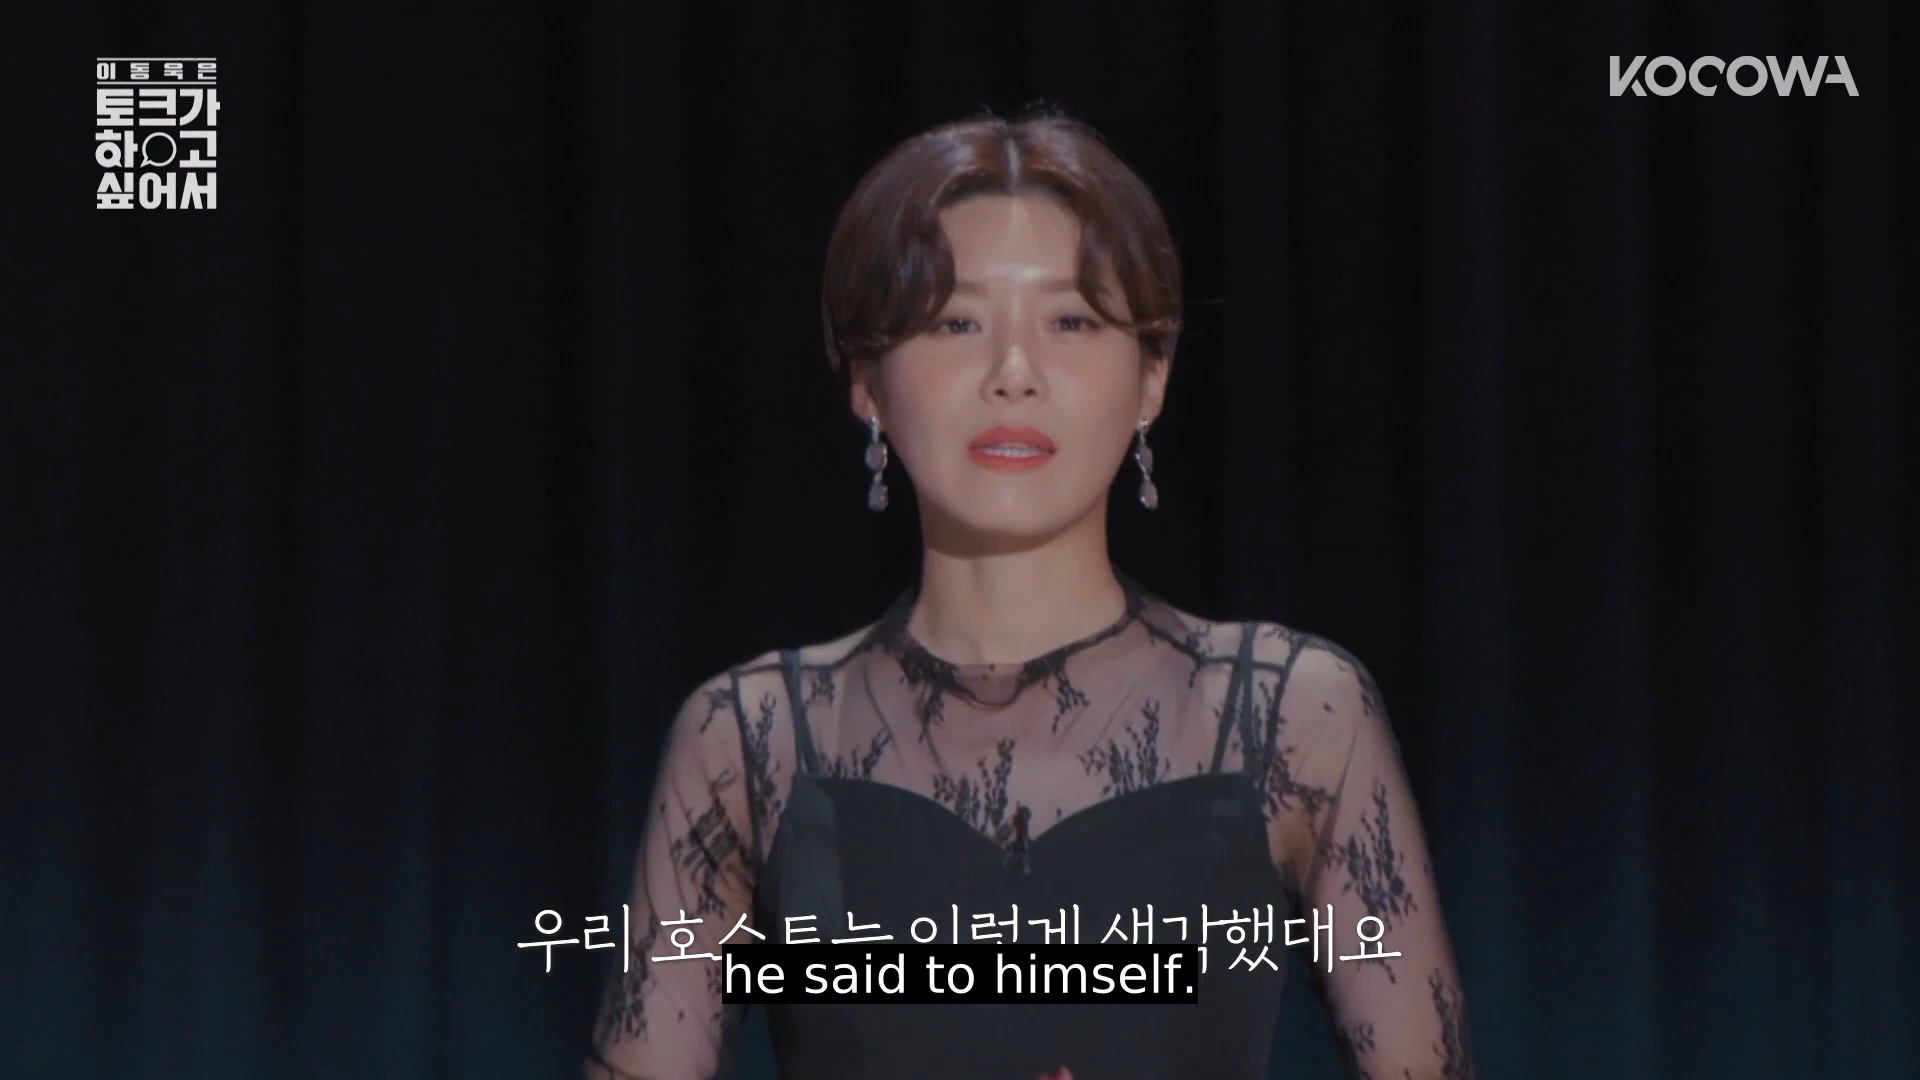 이동욱은
토크가
하고
싶어서
KOCOWA
우리 호스트는 이렇게 생각했대요
he said to himself.